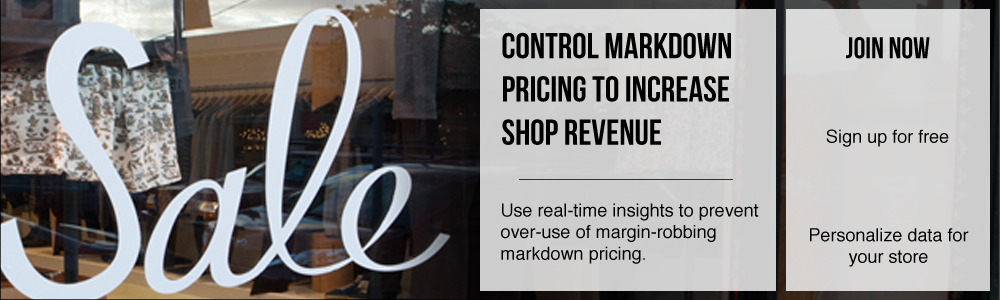 Sale
CONTROL MARKDOWN
PRICING TO INCREASE
SHOP REVENUE
Use real-time insights to prevent
over-use of margin-robbing
markdown pricing.
JOIN NOW
Sign up for free
Personalize data for
your store